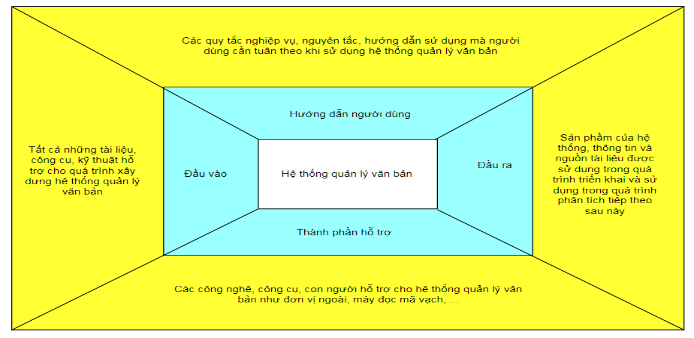 Các quy tắc nghiệp vụ, nguyên tắc, hướng dẫn sử dụng mà người
dùng cần tuân theo khi sử dụng hệ thống quản lý văn bản
Hướng dẫn người dùng
Tất cả những tài liệu,
công cụ, kỹ thuật hỗ
trợ cho quá trình xây
dựng hệ thống quản lý
văn bản
Đầu vào
Hệ thống quản lý văn bản
Đầu ra
Sản phẩm của hệ
thống, thông tin và
nguồn tài liệu được
sử dụng trong quá
trình triển khai và sử
dụng trong quá trình
phân tích tiếp theo
sau này
Thành phần hỗ trợ
Các công nghệ, công cụ, con người hỗ trợ cho hệ thống quản lý văn
bản như đơn vị ngoài, máy đọc mã vạch, ...